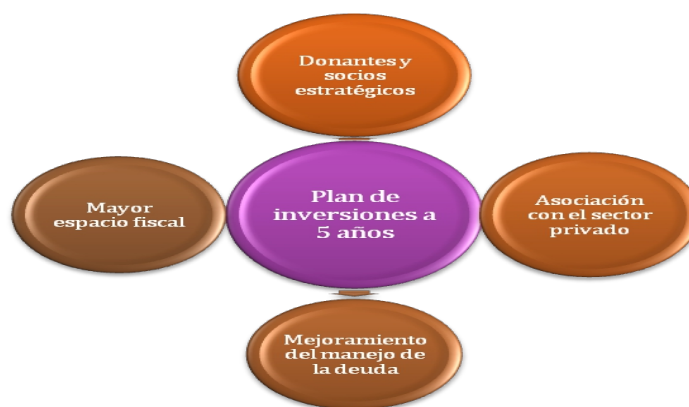 Donantes y
socios
estratégicos
Mayor
espacio fiscal
Plan de
inversiones a
5 años
Asociación
con el sector
privado
Mejoramiento
del manejo de
la deuda